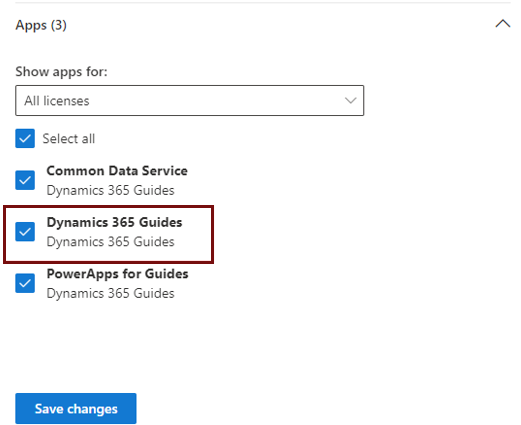 Apps (3)
Show apps for:
All licenses
Select all
Common Data Service
Dynamics 365 Guides
Dynamics 365 Guides
Dynamics 365 Guides
PowerApps for Guides
Dynamics 365 Guides
Save changes